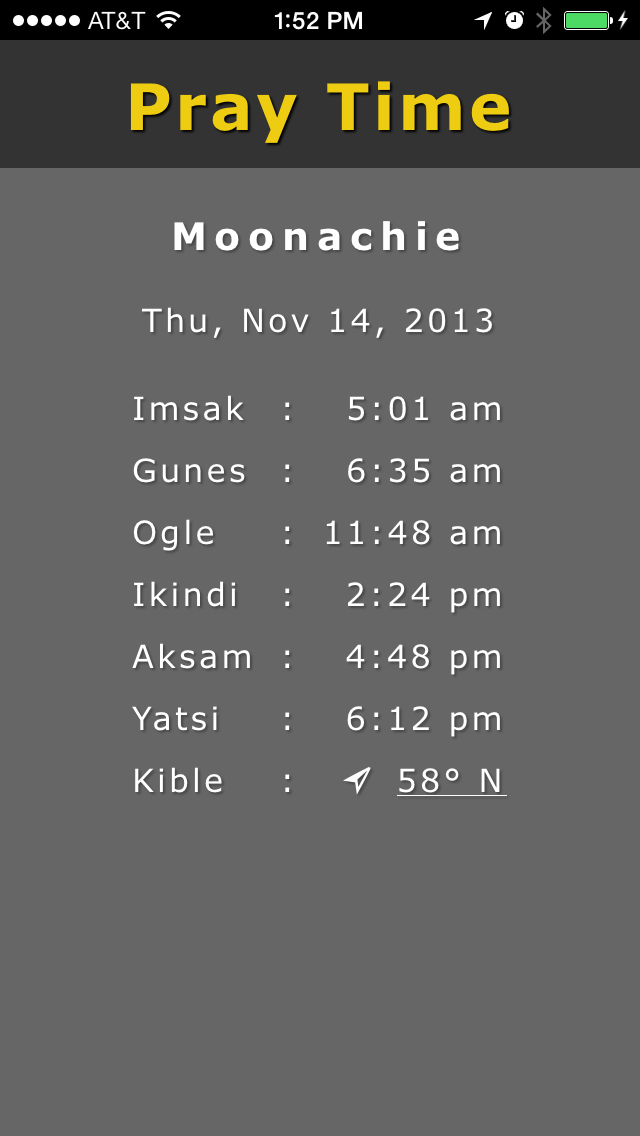 AT&T 1:52 PM
Pray Time
Moonachie
Thu, Nov 14, 2013
Imsak : 5:01 am
Gunes : 6:35 am
Ogle : 11:48 am
Ikindi : 2:24 pm
Aksam : 4:48 pm
Yatsi : 6:12 pm
Kible : 58° N